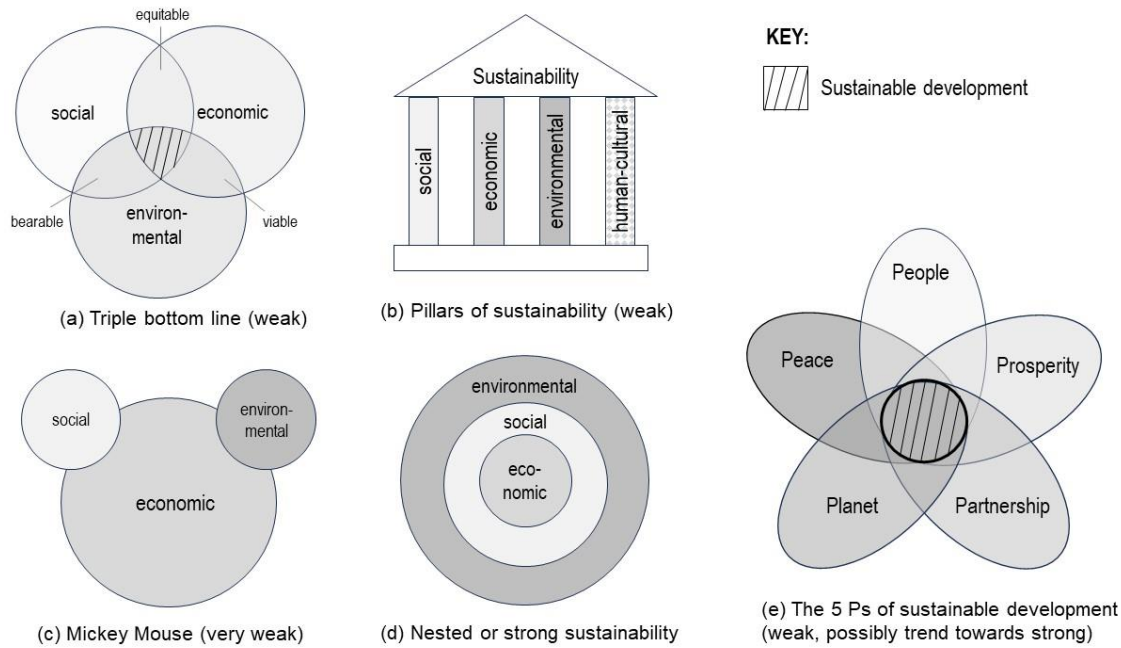 equitable
social
economic
bearable
environ-
mental
viable
(a) Triple bottom line (weak)
Sustainability
social
economic
environmental
human-cultural
(b) Pillars of sustainability (weak)
KEY:
Sustainable development
social
environ-
mental
economic
(c) Mickey Mouse (very weak)
environmental
social
eco-
nomic
(d) Nested or strong sustainability
People
Peace
Prosperity
Planet
Partnership
(e) The 5 Ps of sustainable development
(weak, possibly trend towards strong)